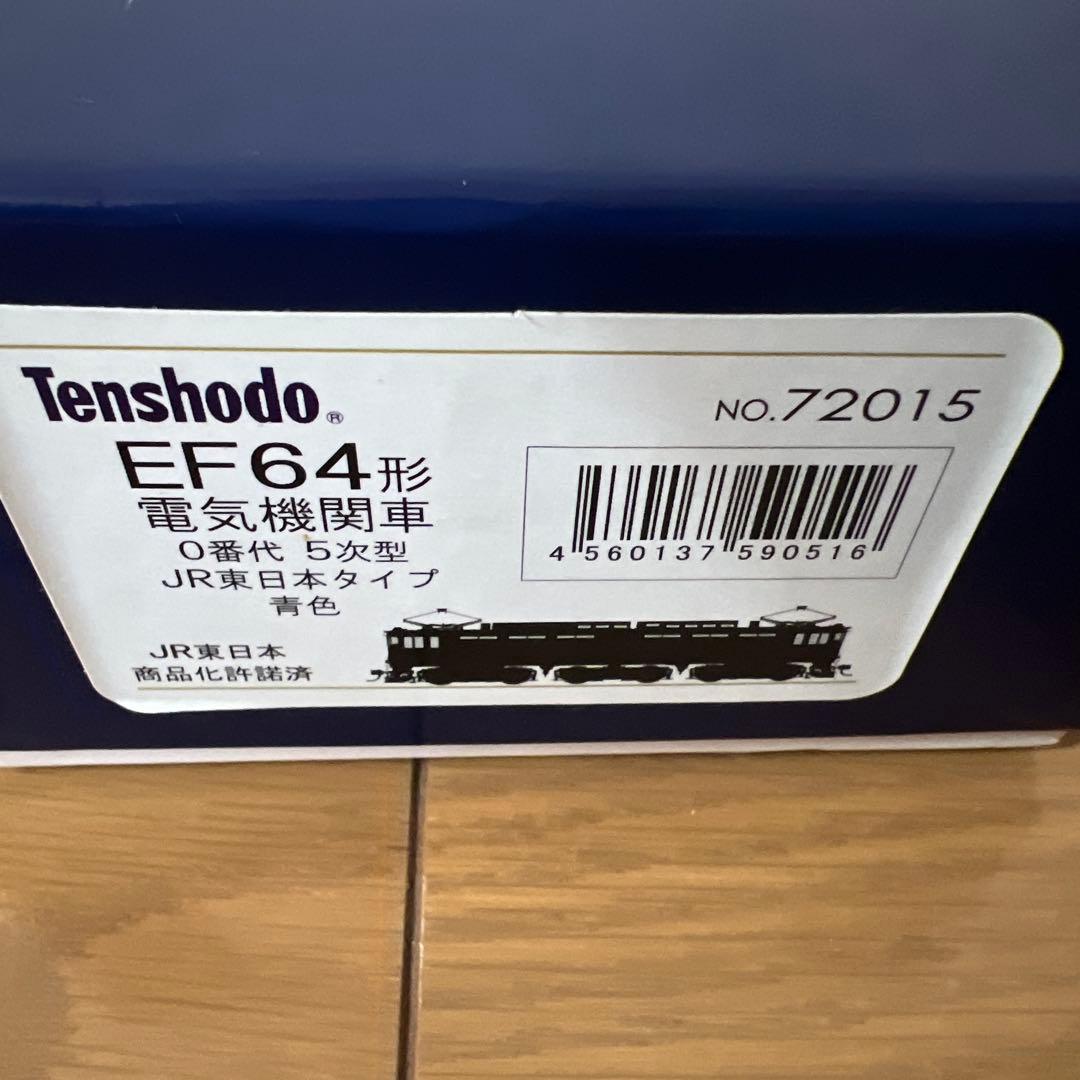 Tenshodo®
NO.72015
EF64形
電気機関車
0番代 5次型
JR東日本タイプ
青色
4 560137 590516
JR東日本
商品化許諾済